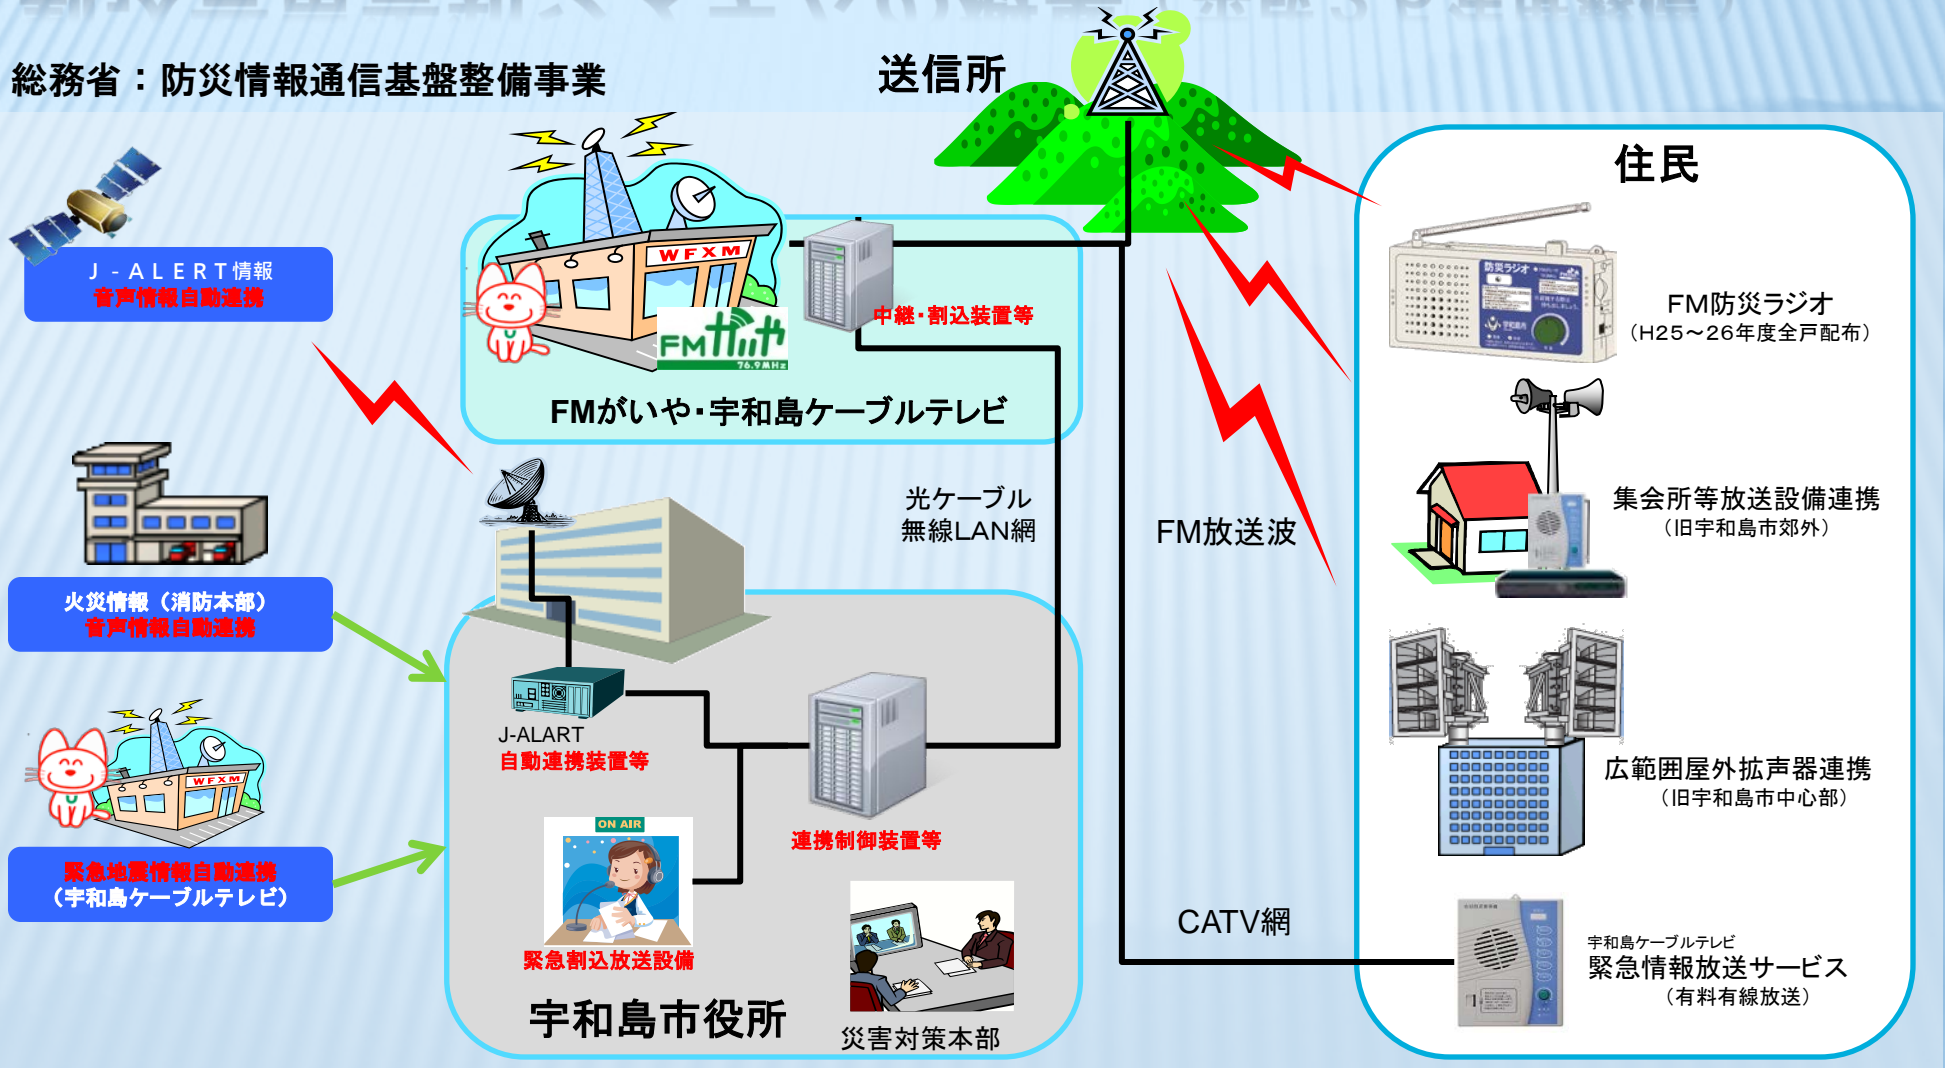 総務省：防災情報通信基盤整備事業
送信所
住民
J-ALERT情報
音声情報自動連携
WFXM
中継・割込装置等
FMがいや
76.9MHz
FMがいや・宇和島ケーブルテレビ
防災ラジオ
FM防災ラジオ
（H25～26年度全戸配布）
光ケーブル
無線LAN網
FM放送波
集会所等放送設備連携
（旧宇和島市郊外）
火災情報（消防本部）
音声情報自動連携
J-ALART
自動連携装置等
WFXM
緊急地震情報自動連携
（宇和島ケーブルテレビ）
連携制御装置等
ON AIR
緊急割込放送設備
宇和島市役所
災害対策本部
広範囲屋外拡声器連携
（旧宇和島市中心部）
CATV網
宇和島ケーブルテレビ
緊急情報放送サービス
（有料有線放送）